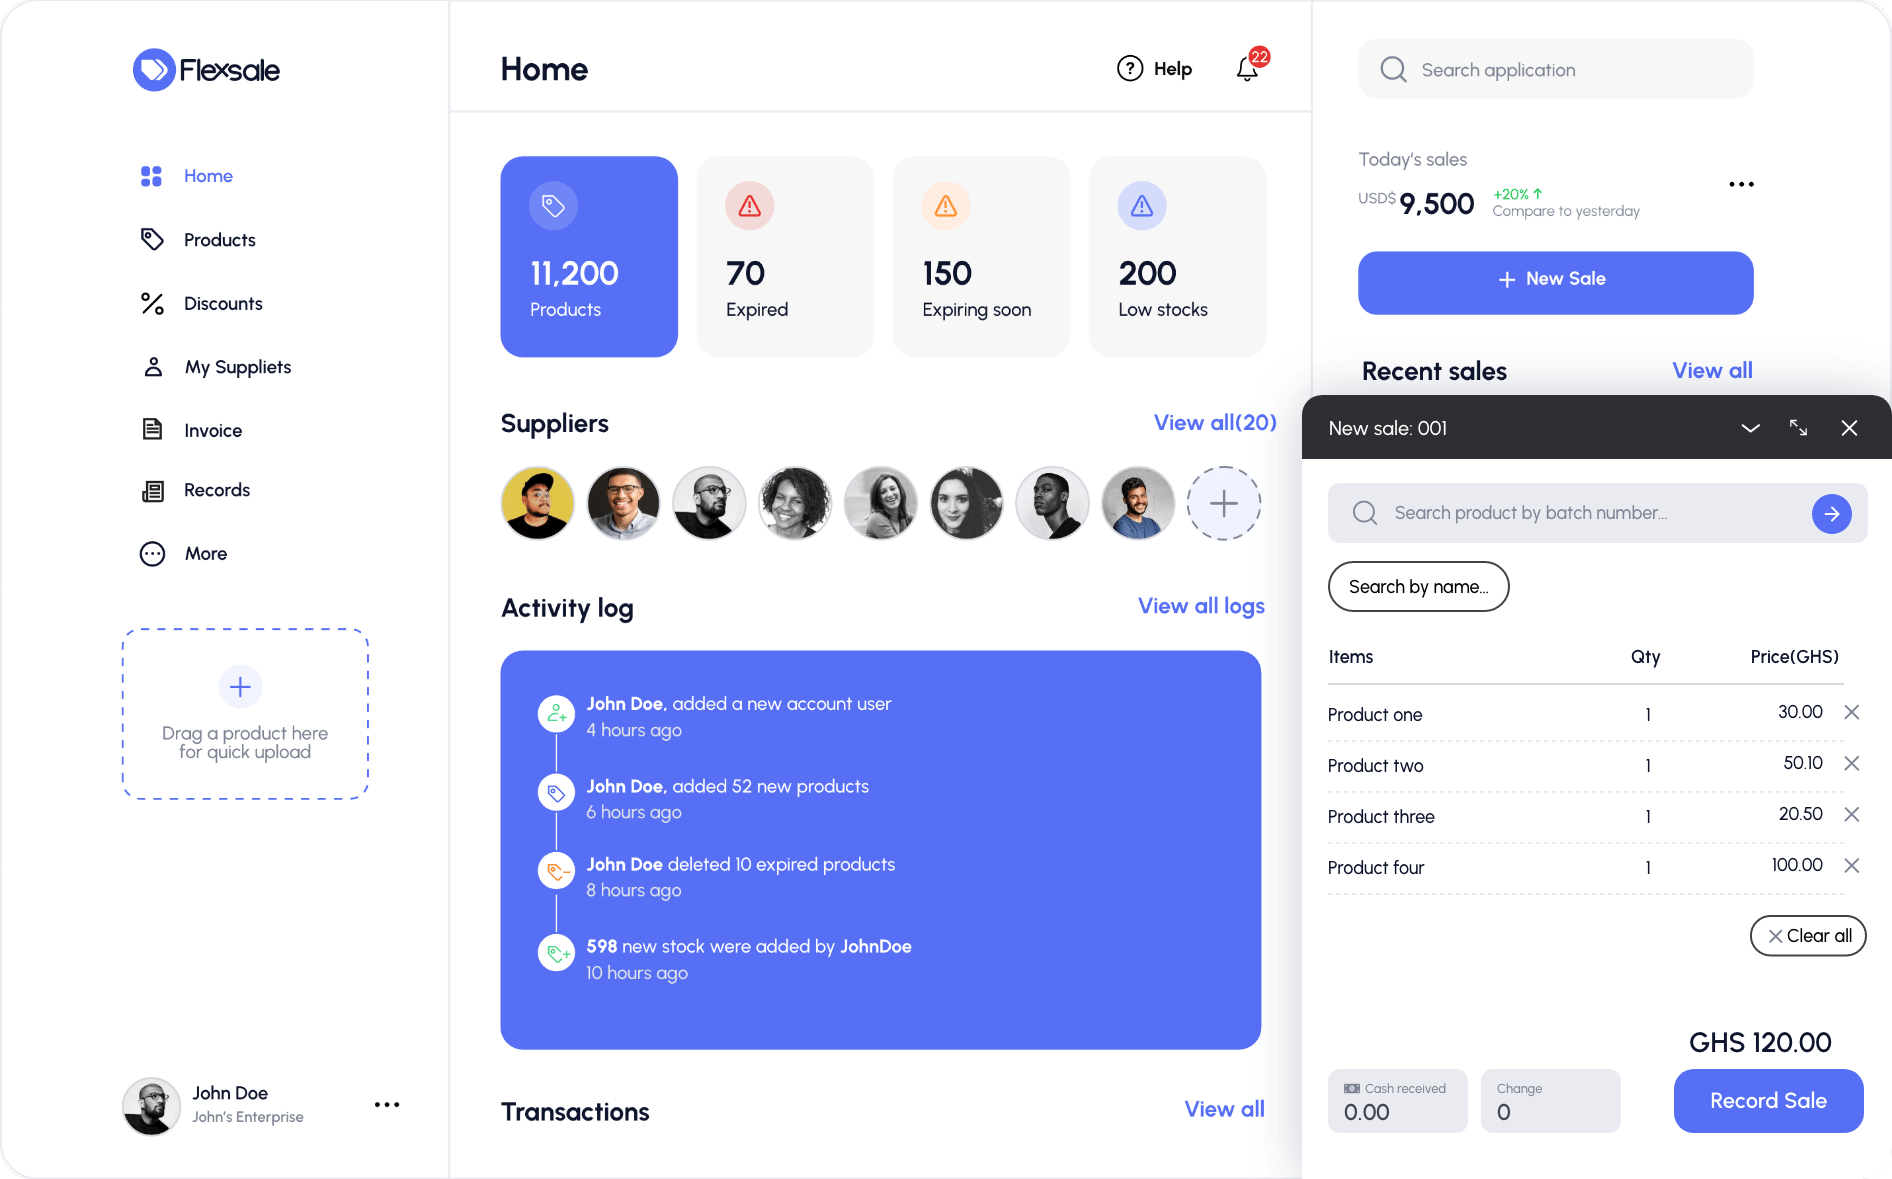 Flexsale
Home
Products
Discounts
My Suppliets
Invoice
Records
More
Drag a product here
for quick upload
John Doe
John's Enterprise
Home
Help
22
11,200
Products
70
Expired
150
Expiring soon
200
Low stocks
Suppliers
View all(20)
Activity log
View all logs
John Doe, added a new account user
4 hours ago
John Doe, added 52 new products
6 hours ago
John Doe deleted 10 expired products
8 hours ago
598 new stock were added by JohnDoe
10 hours ago
Transactions
View all
Search application
Today's sales
USD$ 9,500
+20%
Compare to yesterday
New Sale
Recent sales
View all
New sale: 001
Search product by batch number...
Search by name...
Items Qty Price(GHS)
Product one 1 30.00
Product two 1 50.10
Product three 1 20.50
Product four 1 100.00
Clear all
GHS 120.00
Cash received
0.00
Change
0
Record Sale